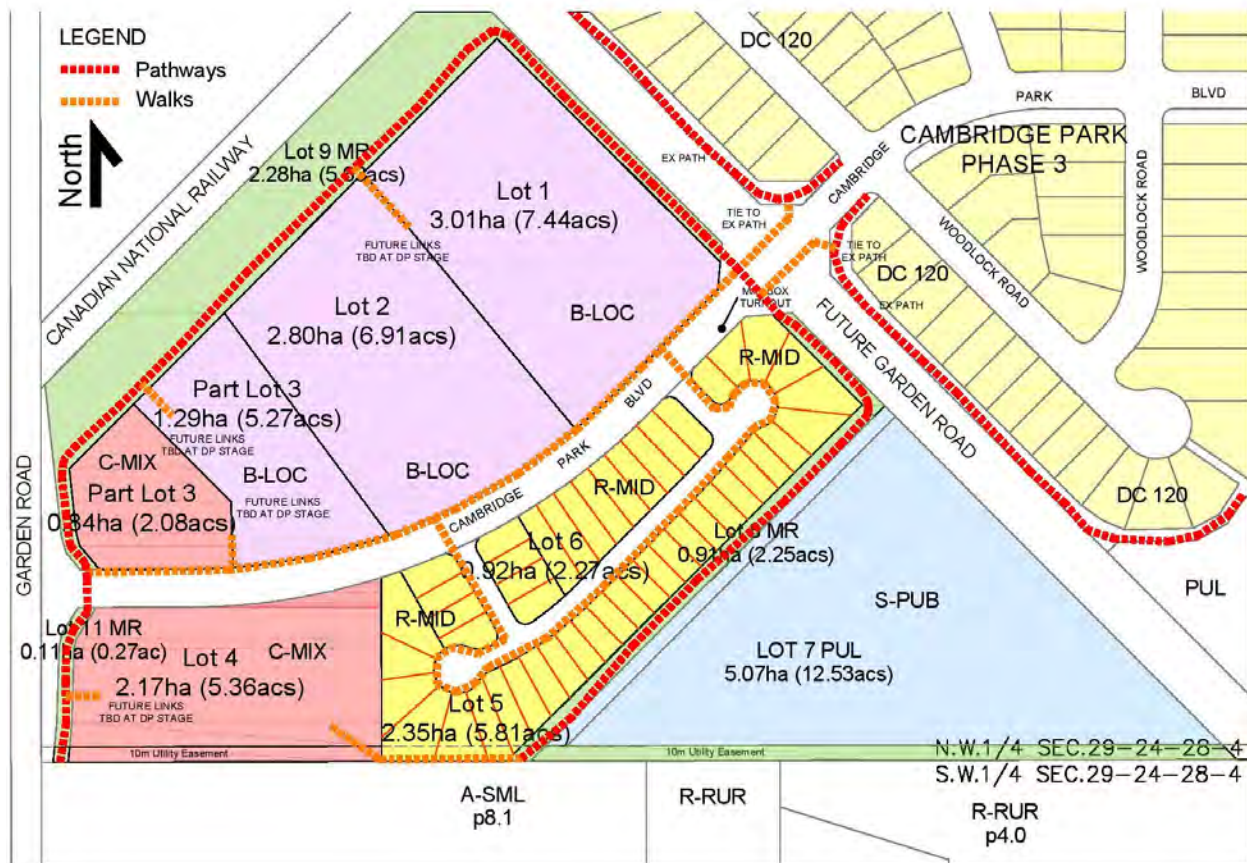 LEGEND
Pathways
Walks
North
CANADIAN NATIONAL RAILWAY
GARDEN ROAD
Lot 9 MR
Lot 1
3.01ha (7.44acs)
B-LOC
FUTURE LINKS
TBD AT DP STAGE
Lot 2
2.80ha (6.91acs)
B-LOC
Part Lot 3
1.29ha (5.27acs)
FUTURE LINKS
TBD AT DP STAGE
B-LOC
FUTURE LINKS
TBD AT DP STAGE
C-MIX
Part Lot 3
0.84ha (2.08acs)
DC 120
EX PATH
TIE TO
EX PATH
CAMBRIDGE
PARK
BLVD
CAMBRIDGE PARK
PHASE 3
WOODLOCK ROAD
WOODLOCK ROAD
TIE TO
EX PATH
DC 120
EX PATH
TURNOUT
FUTURE GARDEN ROAD
DC 120
PUL
CAMBRIDGE
PARK
BLVD
R-MID
R-MID
R-MID
Lot 6
0.92ha (2.27acs)
MR
0.91ha (2.25acs)
S-PUB
LOT 7 PUL
5.07ha (12.53acs)
Lot 11 MR
(0.27ac)
Lot 4
C-MIX
2.17ha (5.36acs)
FUTURE LINKS
TBD AT DP STAGE
Lot 5
2.35ha (5.81acs)
10m Utility Easement
10m Utility Easement
N.W.1/4 SEC.29-24-28-4
S.W.1/4 SEC.29-24-28-4
A-SML
p8.1
R-RUR
R-RUR
p4.0